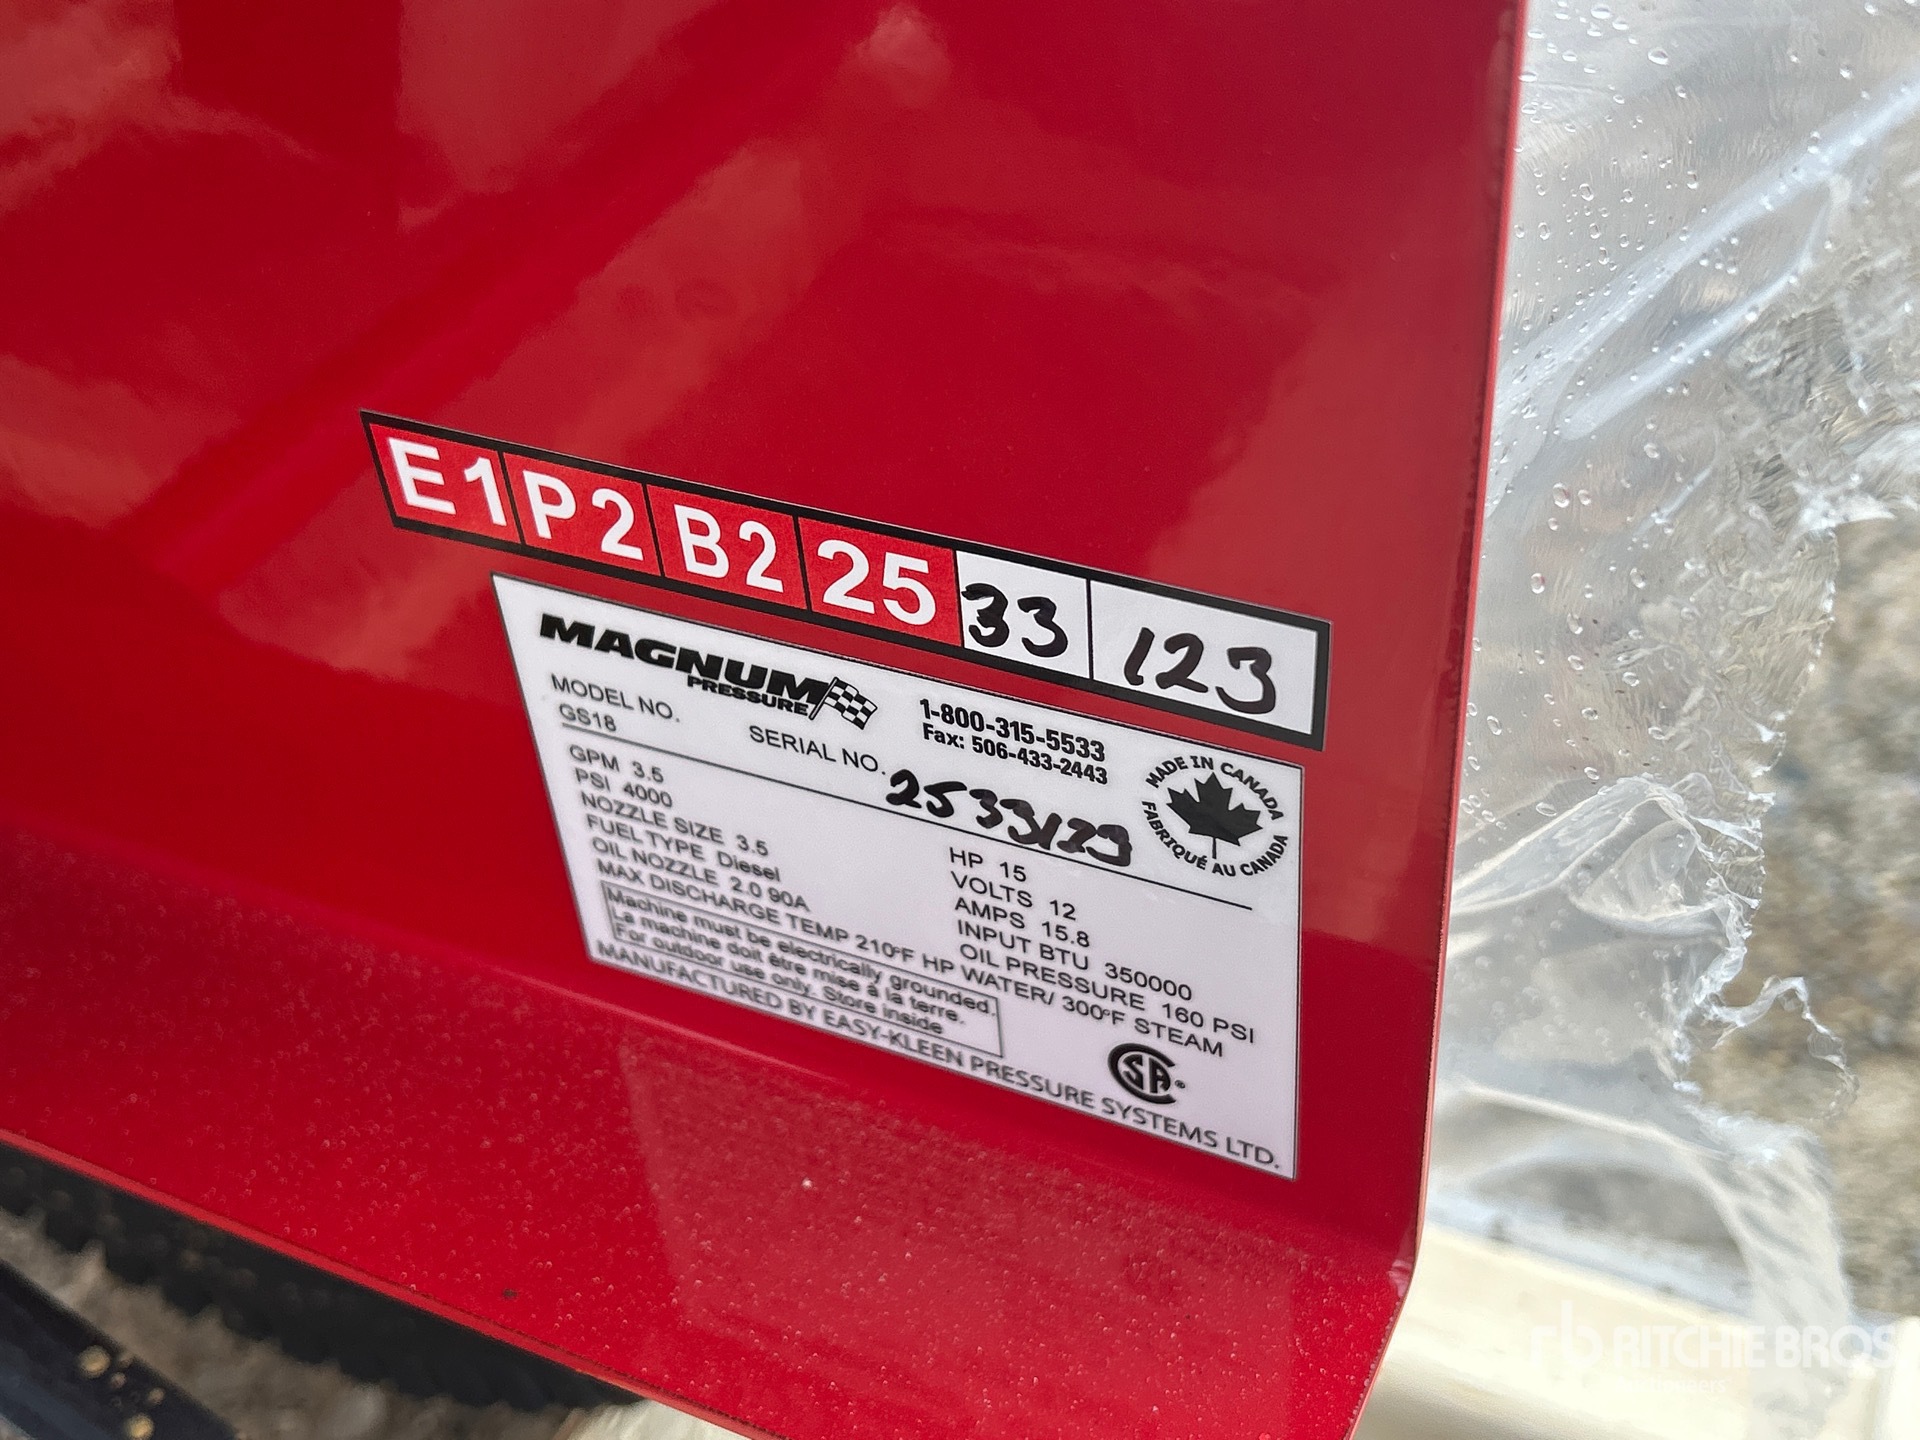 E1 P2 B2 25 33 123
MAGNUM
PRESSURE
1-800-315-5533
Fax: 506-433-2443
MODEL NO.
GS18
SERIAL NO. 2533123
MADE IN CANADA
FABRIQUÉ AU CANADA
GPM 3.5
PSI 4000
NOZZLE SIZE 3.5
FUEL TYPE Diesel
OIL NOZZLE 2.0 90A
HP 15
VOLTS 12
AMPS 15.8
INPUT BTU 350000
OIL PRESSURE 160 PSI
MAX DISCHARGE TEMP 210°F HP WATER/ 300°F STEAM
Machine must be electrically grounded.
La machine doit être mise à la terre.
For outdoor use only. Store inside
CSA®
MANUFACTURED BY EASY-KLEEN PRESSURE SYSTEMS LTD.
rb RITCHIE BROS
Auctioneers